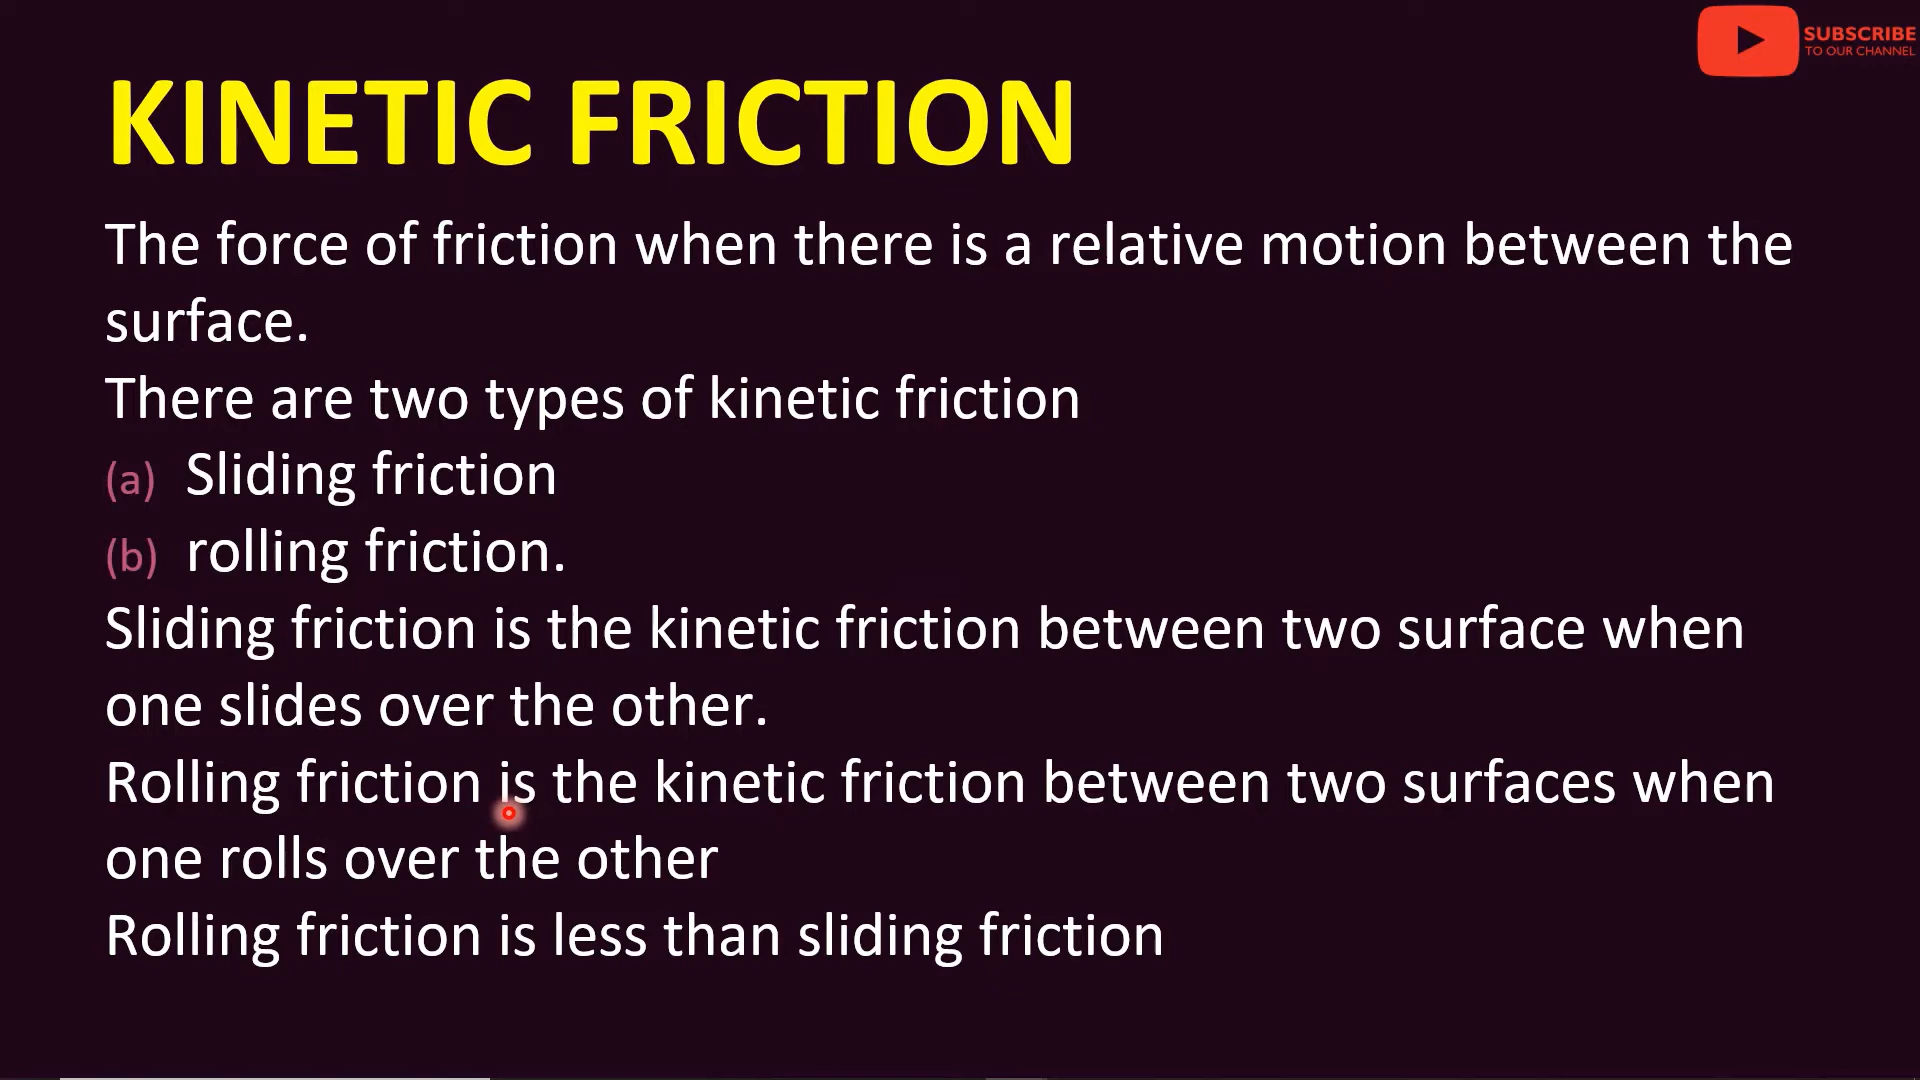 SUBSCRIBE
TO OUR CHANNEL
KINETIC FRICTION
The force of friction when there is a relative motion between the
surface.
There are two types of kinetic friction
(a) Sliding friction
(b) rolling friction.
Sliding friction is the kinetic friction between two surface when
one slides over the other.
Rolling friction is the kinetic friction between two surfaces when
one rolls over the other
Rolling friction is less than sliding friction